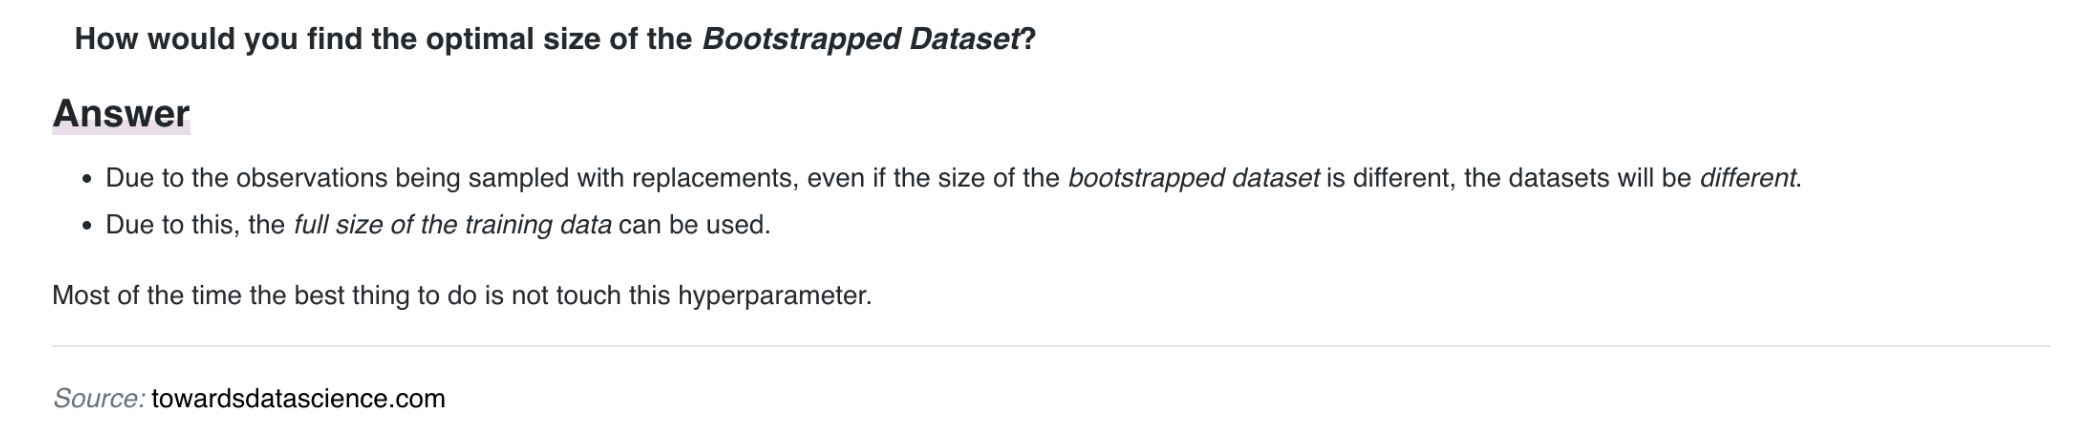 How would you find the optimal size of the Bootstrapped Dataset?
Answer
• Due to the observations being sampled with replacements, even if the size of the bootstrapped dataset is different, the datasets will be different.
• Due to this, the full size of the training data can be used.
Most of the time the best thing to do is not touch this hyperparameter.
Source: towardsdatascience.com